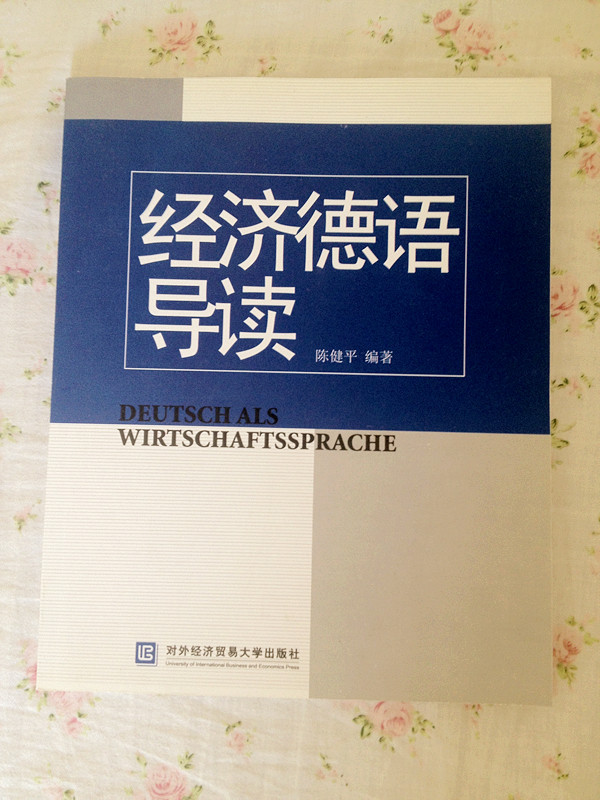 经济德语
导读
陈健平 编著
DEUTSCH ALS
WIRTSCHAFTSSPRACHE
对外经济贸易大学出版社
University of International Business and Economics Press